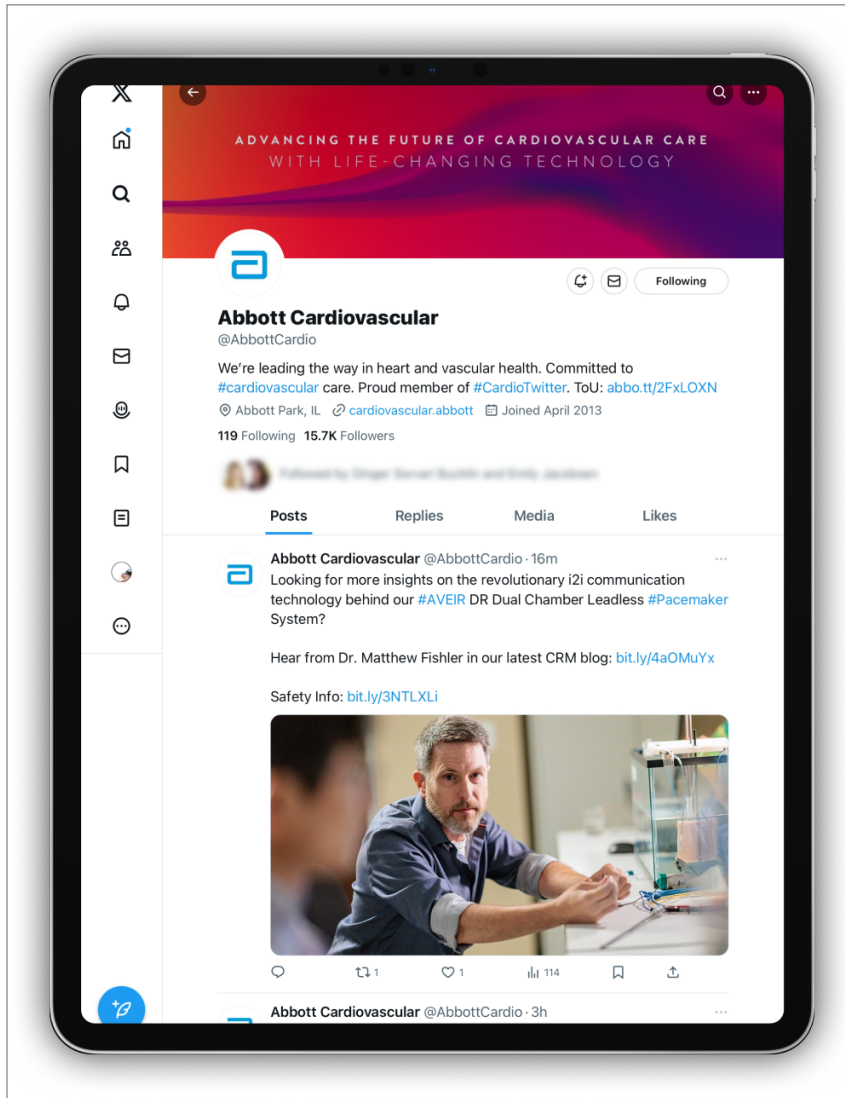 ADVANCING THE FUTURE OF CARDIOVASCULAR CARE
WITH LIFE-CHANGING TECHNOLOGY
Following
Abbott Cardiovascular
@AbbottCardio
We're leading the way in heart and vascular health. Committed to
#cardiovascular care. Proud member of #CardioTwitter. ToU: abbo.tt/2FxLOXN
Abbott Park, IL cardiovascular.abbott Joined April 2013
119 Following 15.7K Followers
Posts Replies Media Likes
Abbott Cardiovascular @AbbottCardio · 16m
Looking for more insights on the revolutionary i2i communication
technology behind our #AVEIR DR Dual Chamber Leadless #Pacemaker
System?
Hear from Dr. Matthew Fishler in our latest CRM blog: bit.ly/4aOMuYx
Safety Info: bit.ly/3NTLXLi
1 1 114
Abbott Cardiovascular @AbbottCardio · 3h